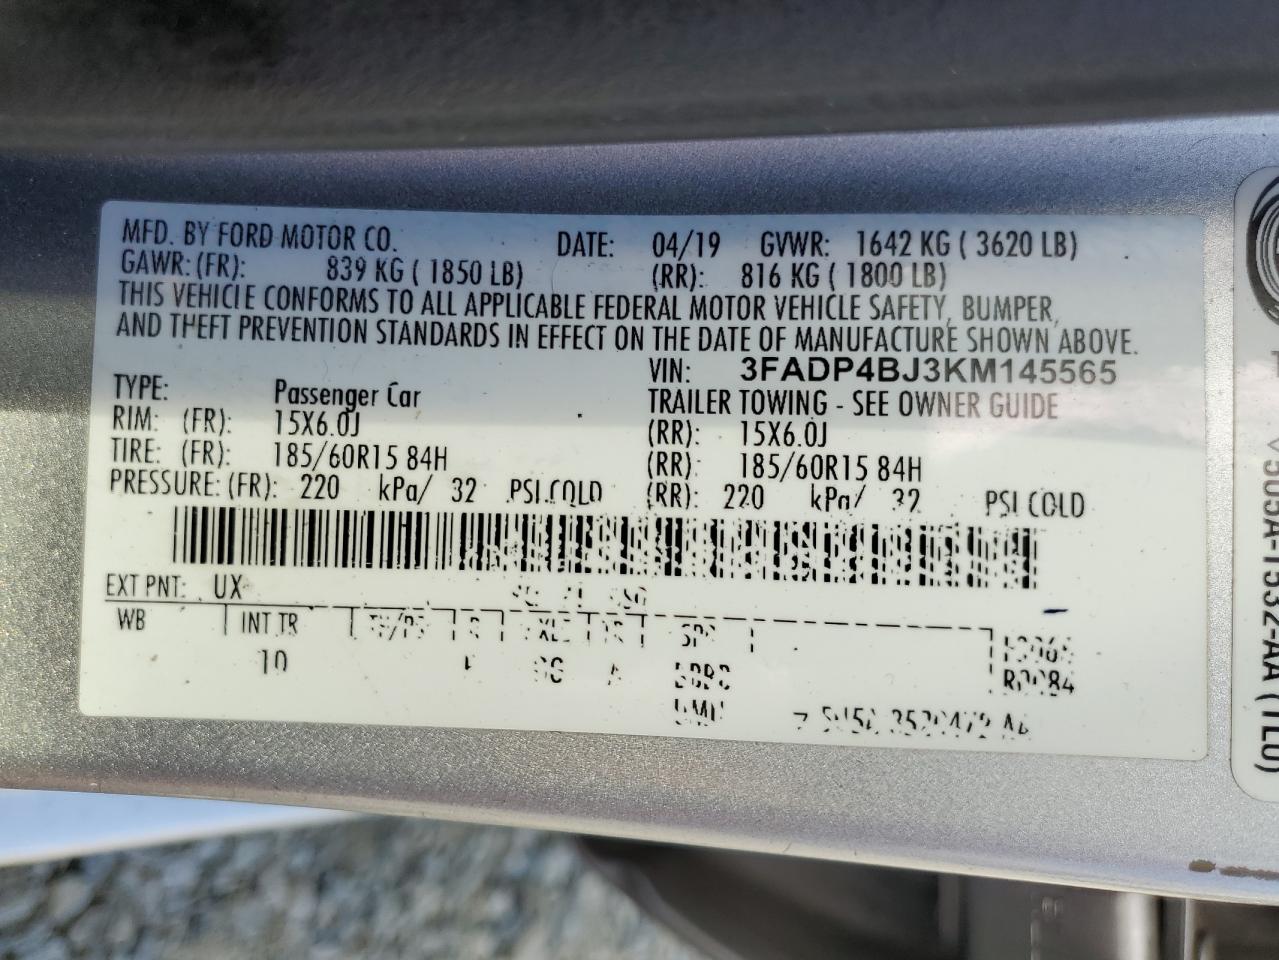 MFD. BY FORD MOTOR CO. DATE: 04/19 GVWR: 1642 KG ( 3620 LB)
GAWR: (FR): 839 KG ( 1850 LB) (RR): 816 KG ( 1800 LB)
THIS VEHICLE CONFORMS TO ALL APPLICABLE FEDERAL MOTOR VEHICLE SAFETY, BUMPER,
AND THEFT PREVENTION STANDARDS IN EFFECT ON THE DATE OF MANUFACTURE SHOWN ABOVE.
VIN: 3FADP4BJ3KM145565
TYPE: Passenger Car TRAILER TOWING - SEE OWNER GUIDE
RIM: (FR): 15X6.0J (RR): 15X6.0J
TIRE: (FR): 185/60R15 84H (RR): 185/60R15 84H
PRESSURE: (FR): 220 kPa/ 32 PSI COLD (RR): 220 kPa/ 32 PSI COLD
EXT PNT: UX
WB INT TR
10